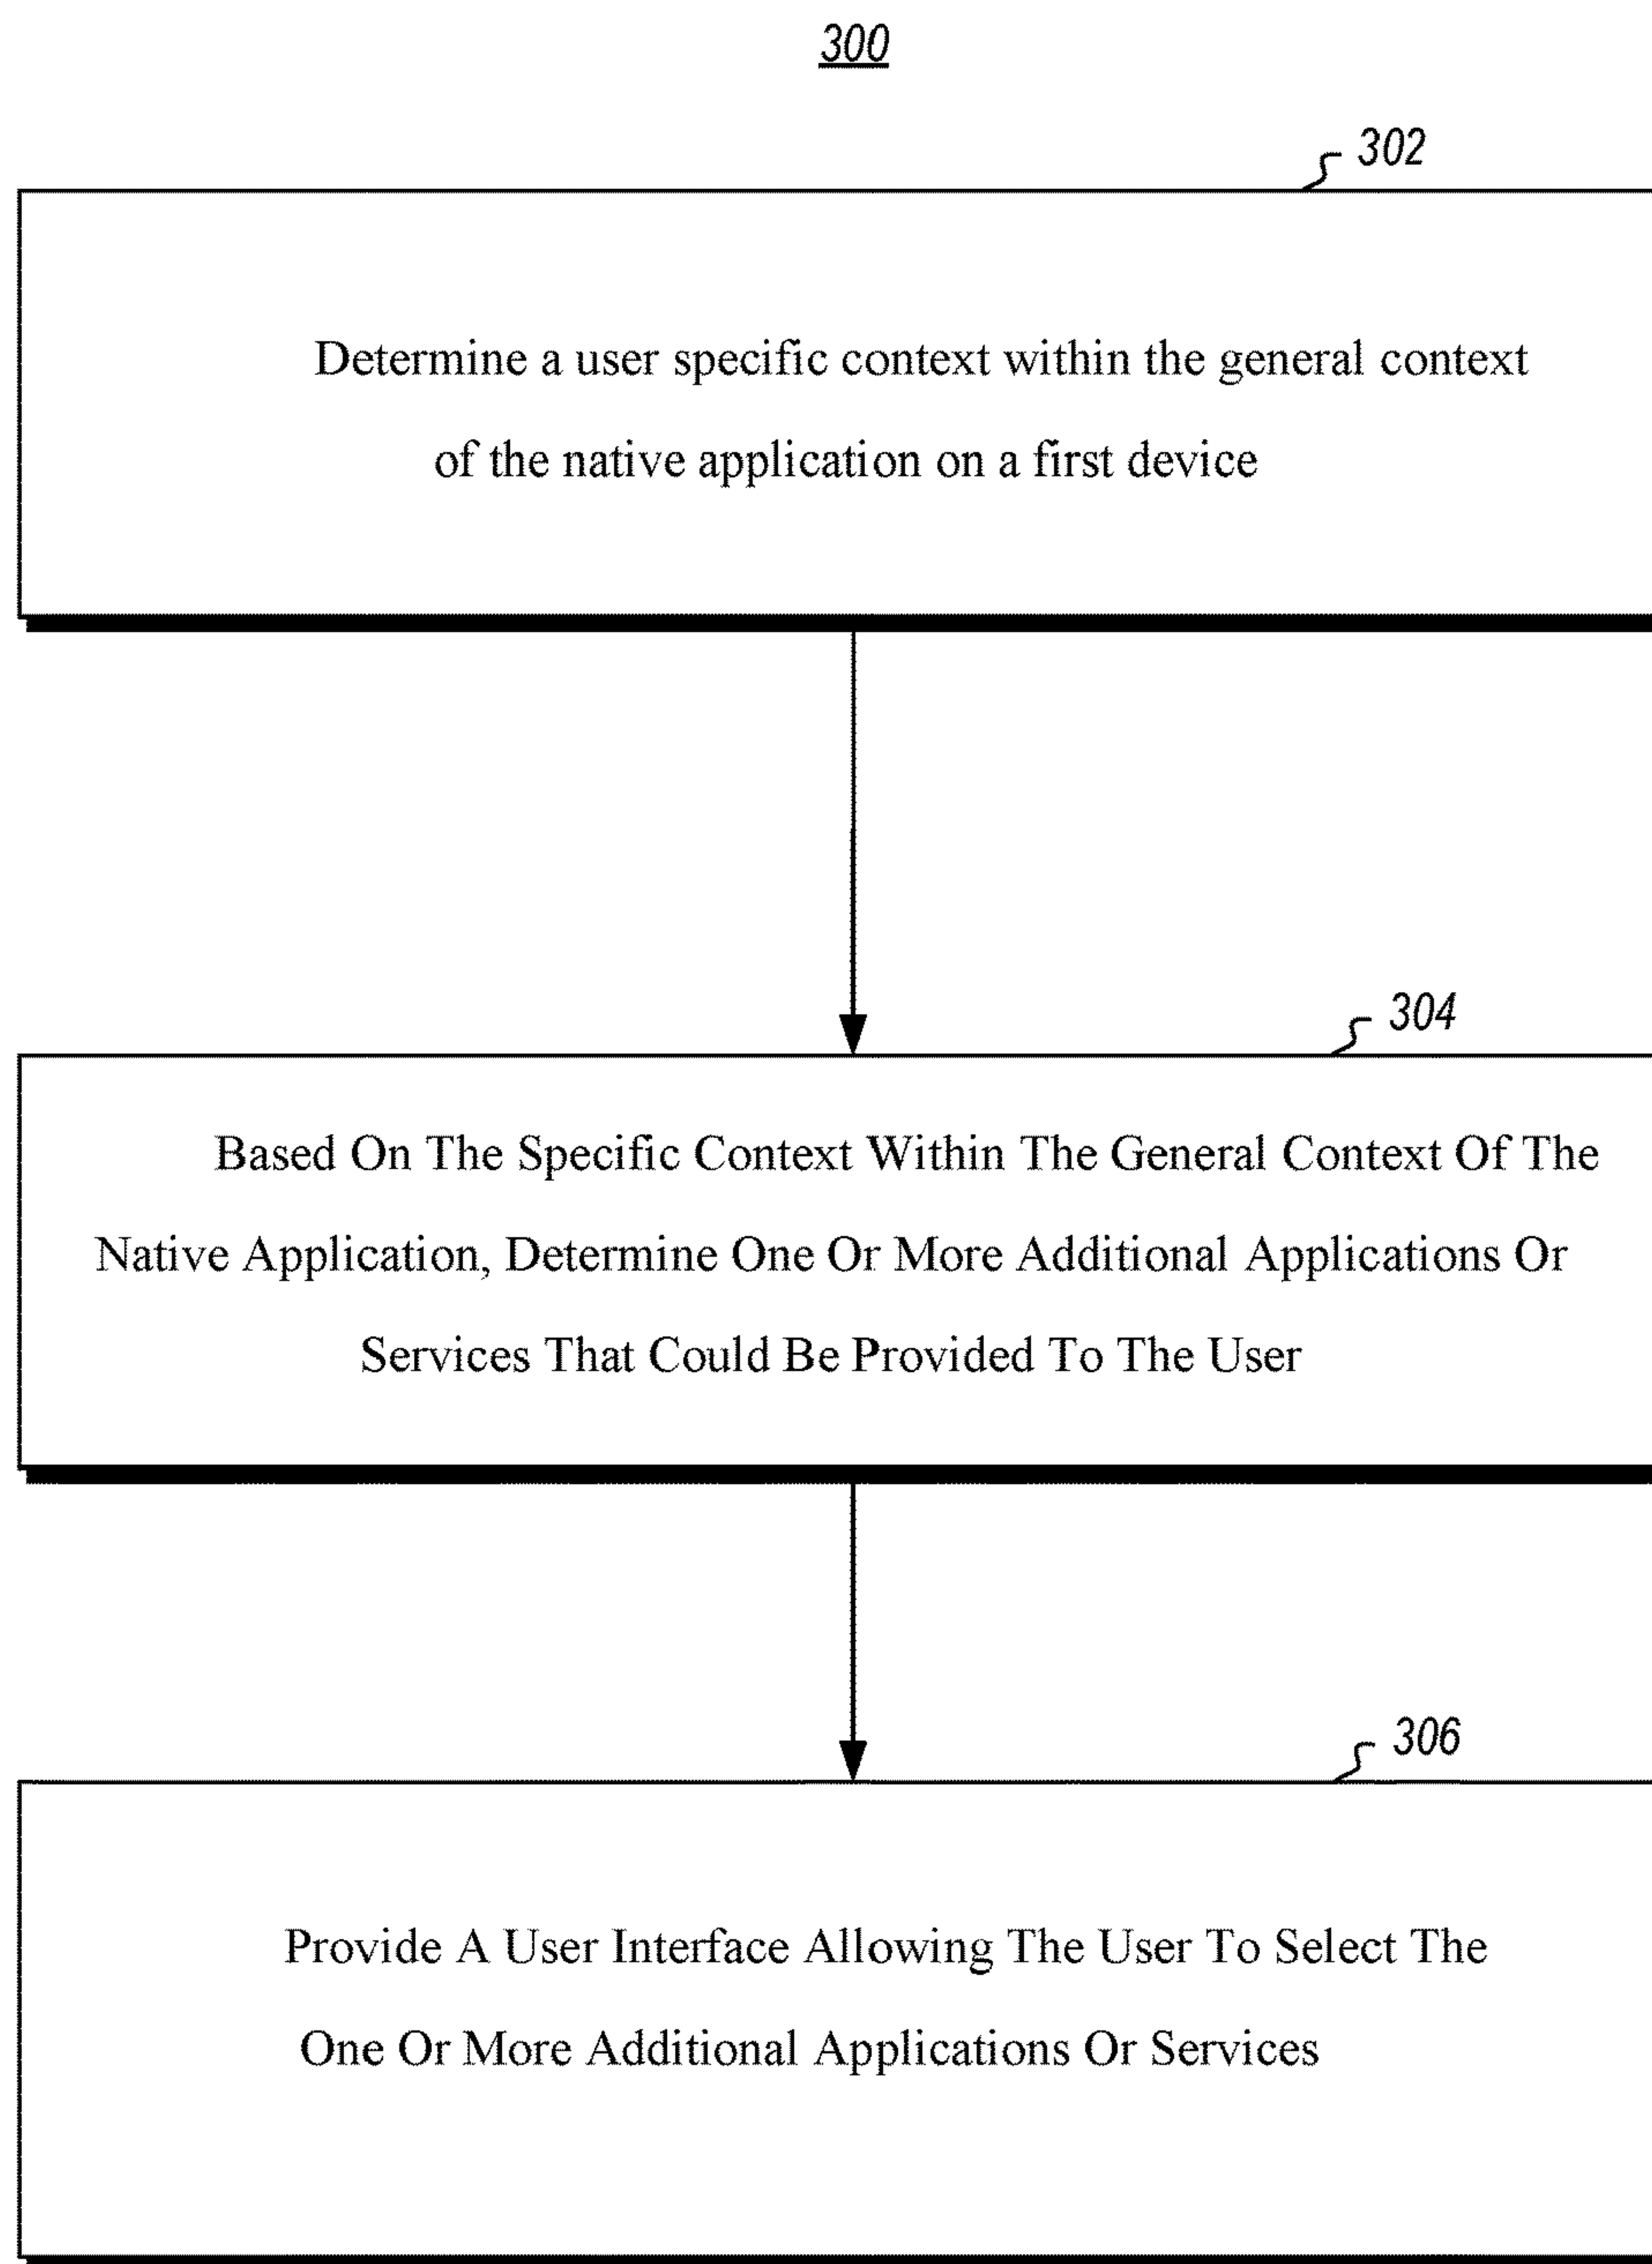 300
302
Determine a user specific context within the general context
of the native application on a first device
304
Based On The Specific Context Within The General Context Of The
Native Application, Determine One Or More Additional Applications Or
Services That Could Be Provided To The User
306
Provide A User Interface Allowing The User To Select The
One Or More Additional Applications Or Services